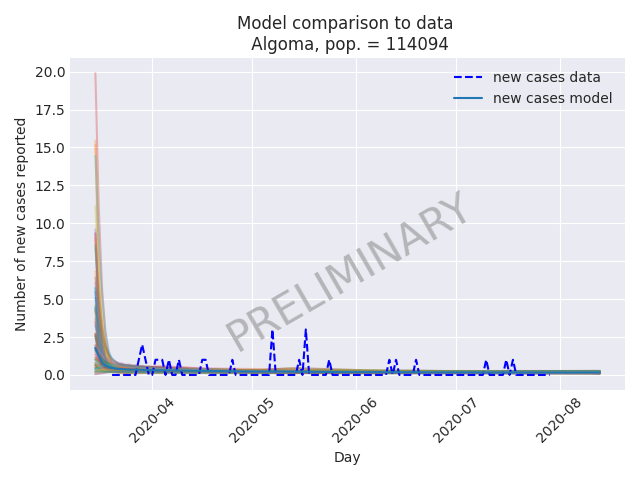 Model comparison to data
Algoma, pop. = 114094
new cases data
new cases model
Number of new cases reported
20.0
17.5
15.0
12.5
10.0
7.5
5.0
2.5
0.0
PRELIMINARY
2020-04
2020-05
2020-06
2020-07
2020-08
Day